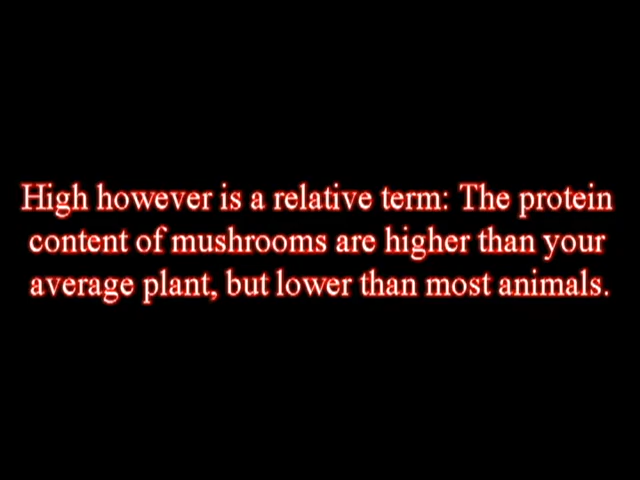 High however is a relative term: The protein
content of mushrooms are higher than your
average plant, but lower than most animals.